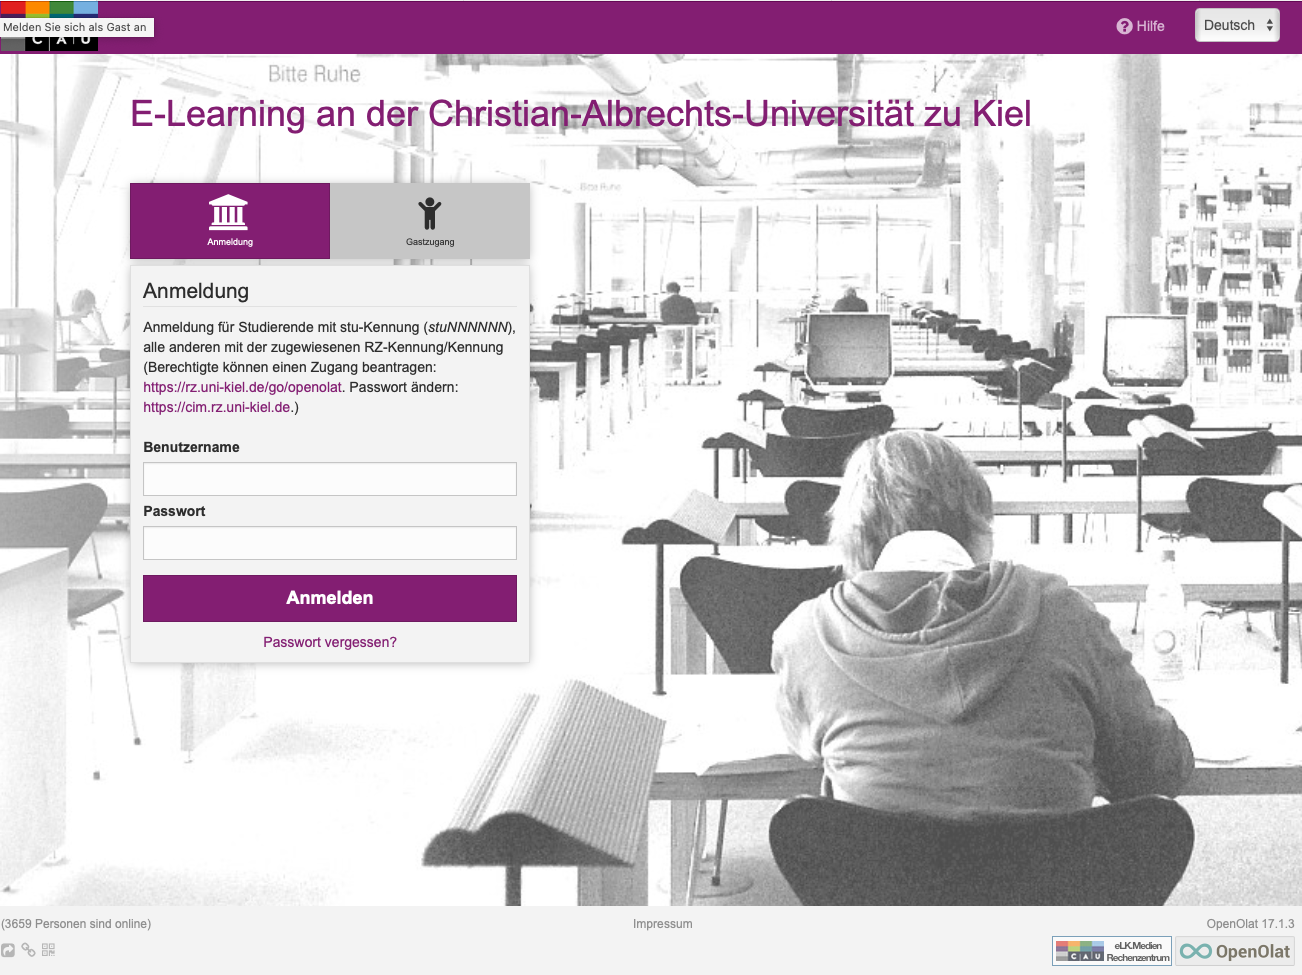 Melden Sie sich als Gast an
C A U
Hilfe
Deutsch
Bitte Ruhe
E-Learning an der Christian-Albrechts-Universität zu Kiel
Bitte Ruhe
Anmeldung
Gastzugang
Anmeldung
Anmeldung für Studierende mit stu-Kennung (stuNNNNNN),
alle anderen mit der zugewiesenen RZ-Kennung/Kennung
(Berechtigte können einen Zugang beantragen:
https://rz.uni-kiel.de/go/openolat. Passwort ändern:
https://cim.rz.uni-kiel.de.)
Benutzername
Passwort
Anmelden
Passwort vergessen?
(3659 Personen sind online)
Impressum
OpenOlat 17.1.3
C A U
eLK.Medien
Rechenzentrum
OpenOlat